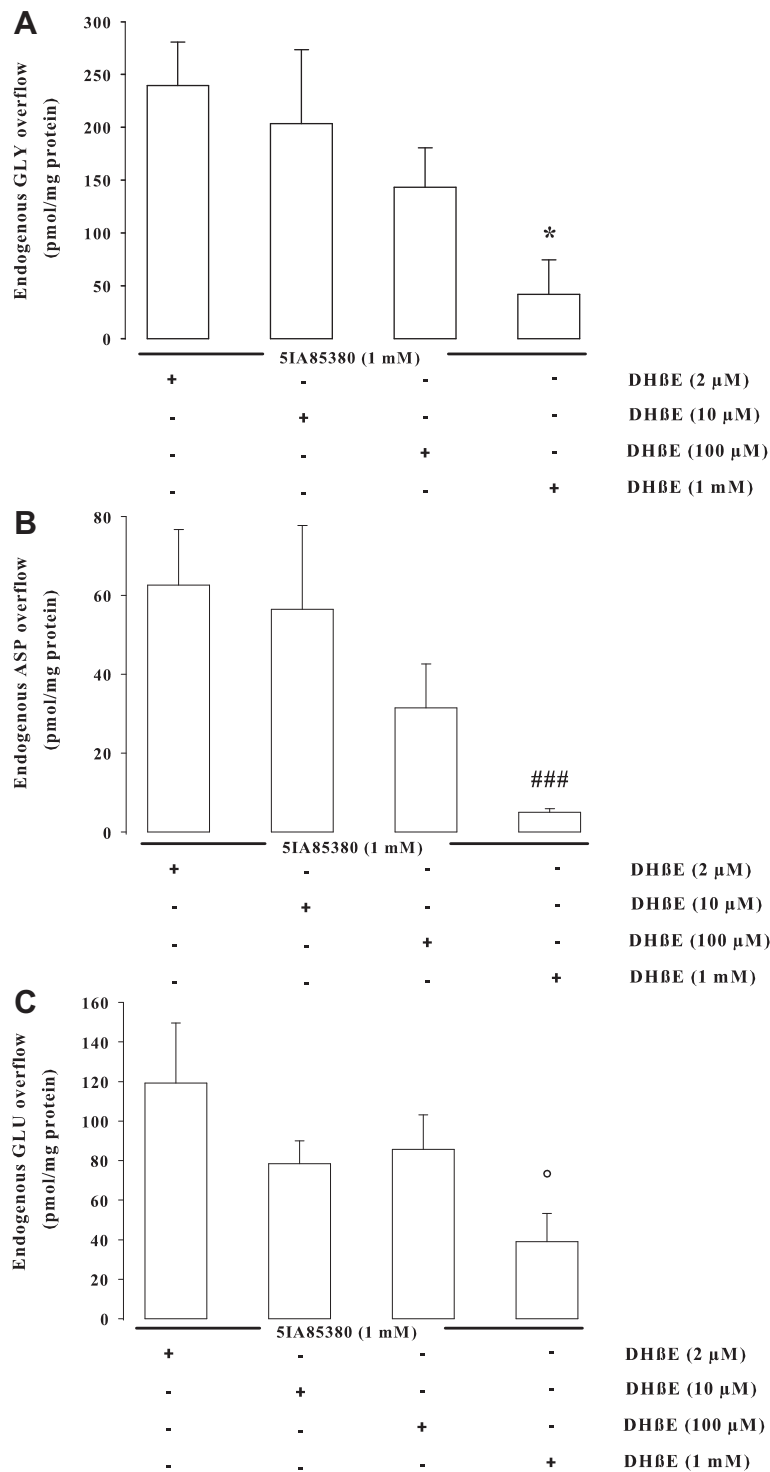 A
Endogenous GLY overflow
(pmol/mg protein)
300
250
200
150
100
50
0
*
5IA85380 (1 mM)
+ - - - DHßE (2 µM)
- + - - DHßE (10 µM)
- - + - DHßE (100 µM)
- - - + DHßE (1 mM)
B
Endogenous ASP overflow
(pmol/mg protein)
80
60
40
20
0
###
5IA85380 (1 mM)
+ - - - DHßE (2 µM)
- + - - DHßE (10 µM)
- - + - DHßE (100 µM)
- - - + DHßE (1 mM)
C
Endogenous GLU overflow
(pmol/mg protein)
160
140
120
100
80
60
40
20
0
°
5IA85380 (1 mM)
+ - - - DHßE (2 µM)
- + - - DHßE (10 µM)
- - + - DHßE (100 µM)
- - - + DHßE (1 mM)